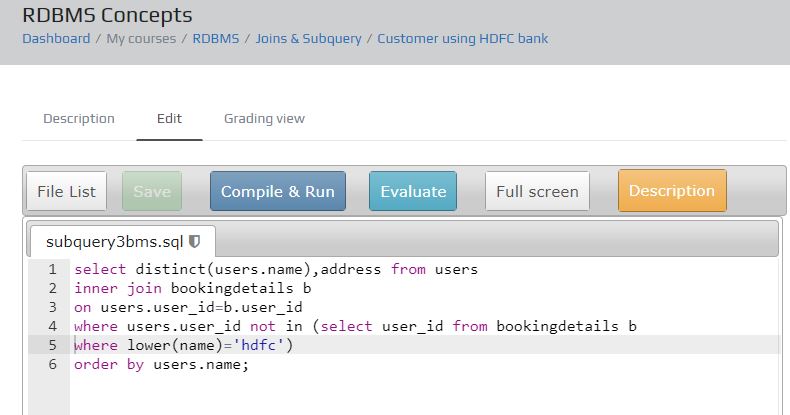 RDBMS Concepts
Dashboard / My courses / RDBMS / Joins & Subquery / Customer using HDFC bank
Description Edit Grading view
File List Save Compile & Run Evaluate Full screen Description
subquery3bms.sql
1 select distinct(users.name),address from users
2 inner join bookingdetails b
3 on users.user_id=b.user_id
4 where users.user_id not in (select user_id from bookingdetails b
5 where lower(name)='hdfc')
6 order by users.name;